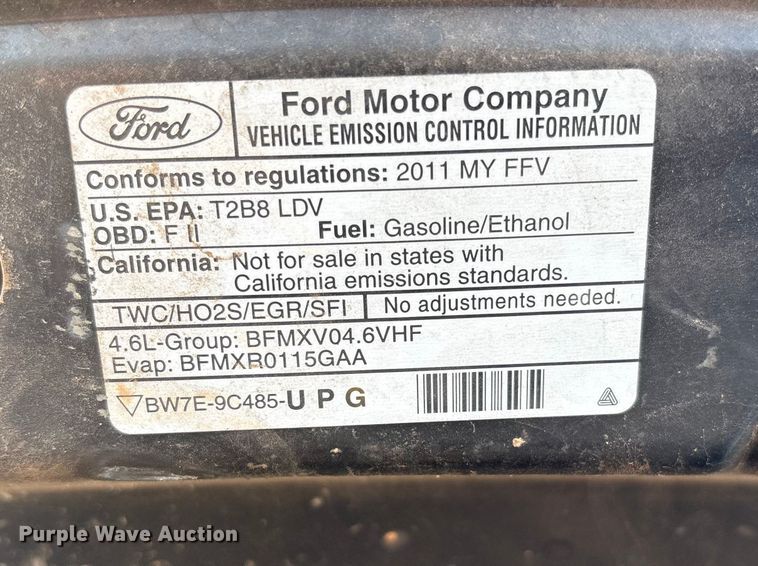 Ford
Ford Motor Company
VEHICLE EMISSION CONTROL INFORMATION
Conforms to regulations: 2011 MY FFV
U.S. EPA: T2B8 LDV
OBD: F II Fuel: Gasoline/Ethanol
California: Not for sale in states with
California emissions standards.
TWC/HO2S/EGR/SFI No adjustments needed.
4.6L-Group: BFMXV04.6VHF
Evap: BFMXR0115GAA
BW7E-9C485-U P G
Purple Wave Auction